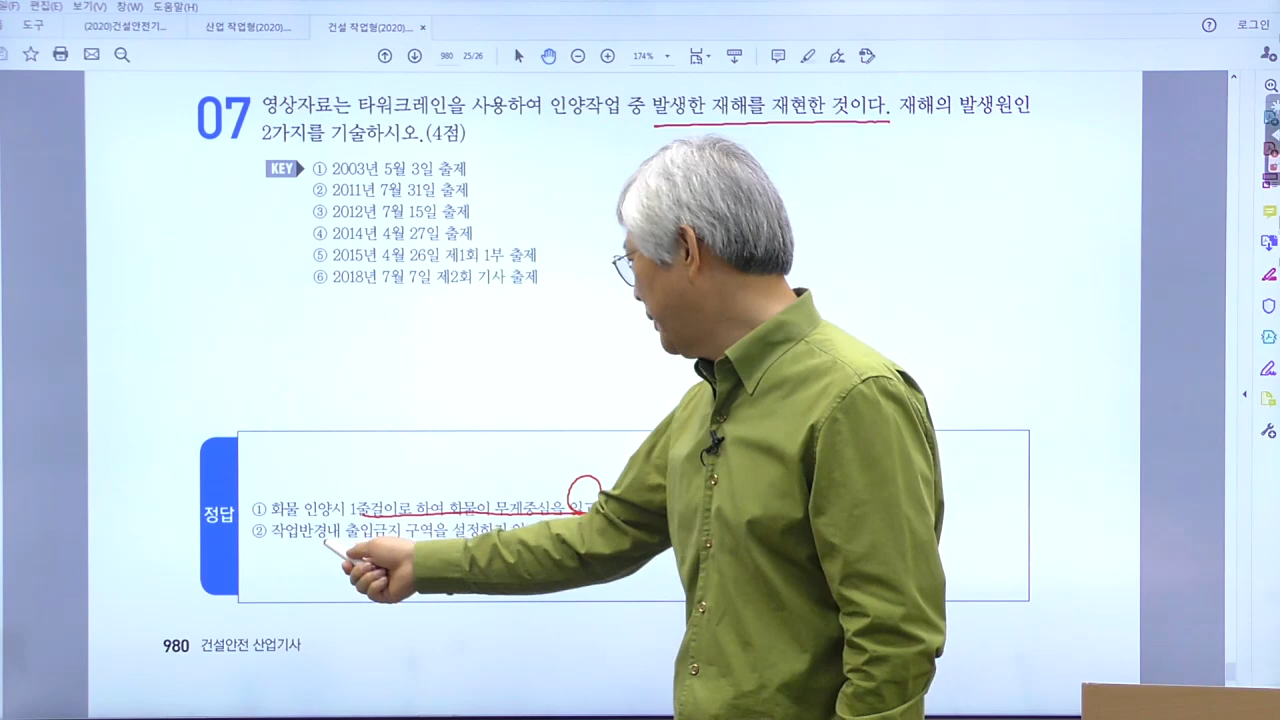 편집(E) 보기(V) 창(W) 도움말(H)
도구 (2020)건설안전기... 산업 작업형(2020).... 건설 작업형(2020).... × 로그인
980 25/26 174%
07 영상자료는 타워크레인을 사용하여 인양작업 중 발생한 재해를 재현한 것이다. 재해의 발생원인
2가지를 기술하시오.(4점)
KEY ① 2003년 5월 3일 출제
② 2011년 7월 31일 출제
③ 2012년 7월 15일 출제
④ 2014년 4월 27일 출제
⑤ 2015년 4월 26일 제1회 1부 출제
⑥ 2018년 7월 7일 제2회 기사 출제
정답
① 화물 인양시 1줄걸이로 하여 화물이 무게중심을 잃고
② 작업반경내 출입금지 구역을 설정하지
980 건설안전 산업기사